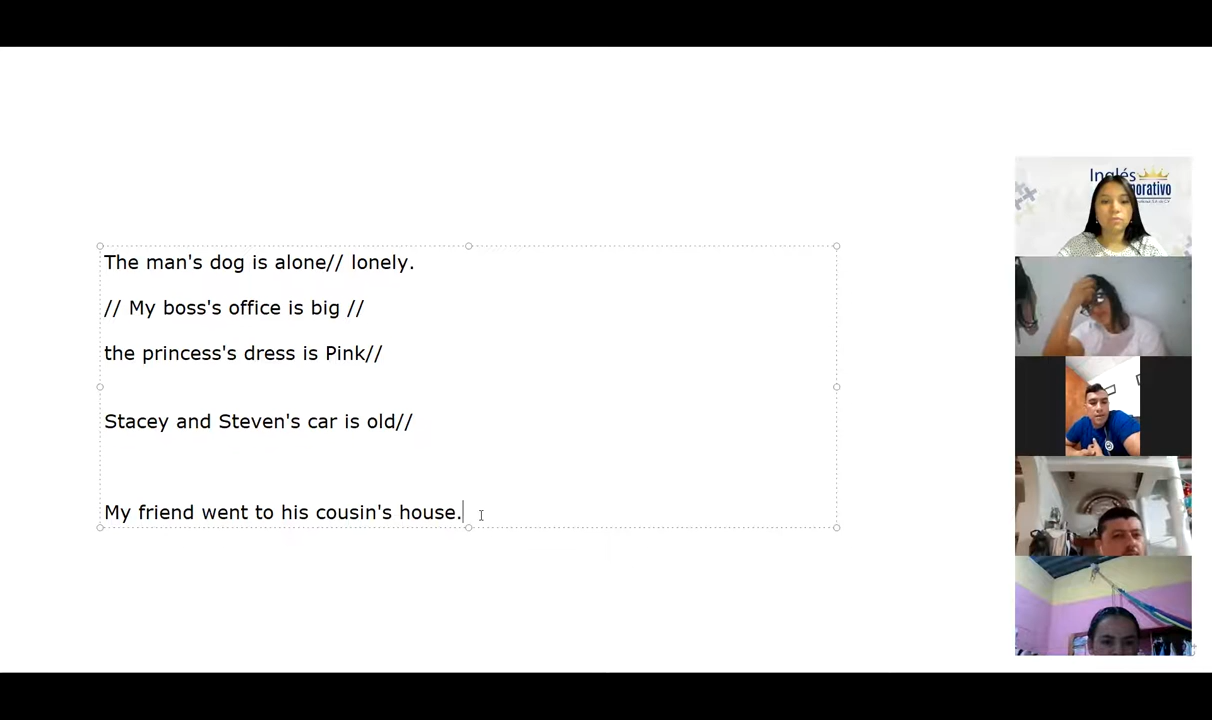 The man's dog is alone// lonely.
// My boss's office is big //
the princess's dress is Pink//
Stacey and Steven's car is old//
My friend went to his cousin's house.
Inglés